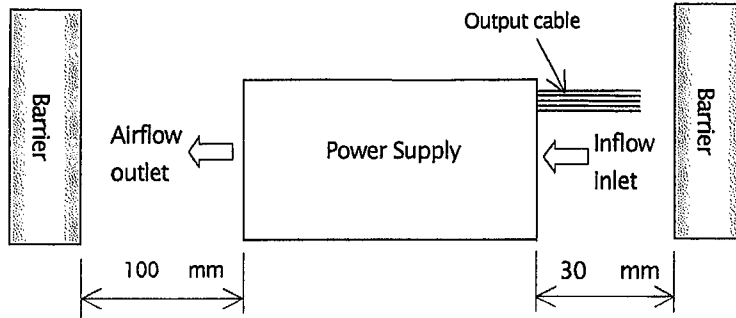 Output cable
Barrier
Airflow
outlet
Power Supply
Inflow
inlet
Barrier
100 mm
30 mm